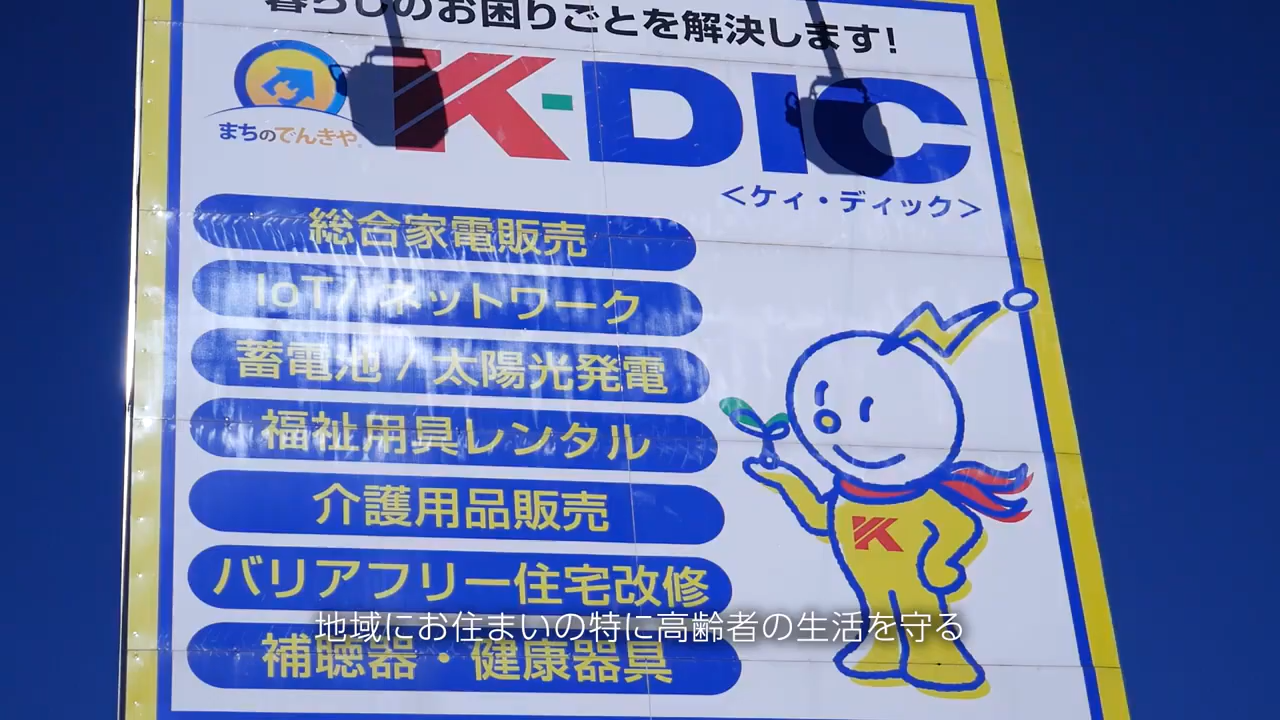 暮らしのお困りごとを解決します!
まちのでんきや
K-DIC
<ケィ・ディック>
総合家電販売
IoT/ネットワーク
蓄電池/太陽光発電
福祉用具レンタル
介護用品販売
バリアフリー住宅改修
地域にお住まいの特に高齢者の生活を守る
補聴器・健康器具
K